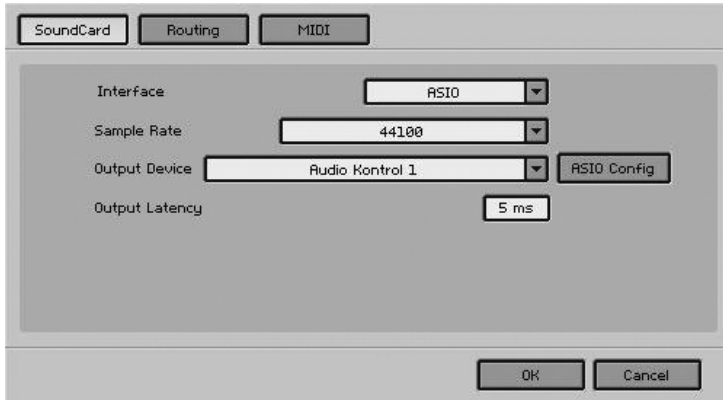 SoundCard Routing MIDI
Interface ASIO
Sample Rate 44100
Output Device Audio Kontrol 1 ASIO Config
Output Latency 5 ms
OK Cancel